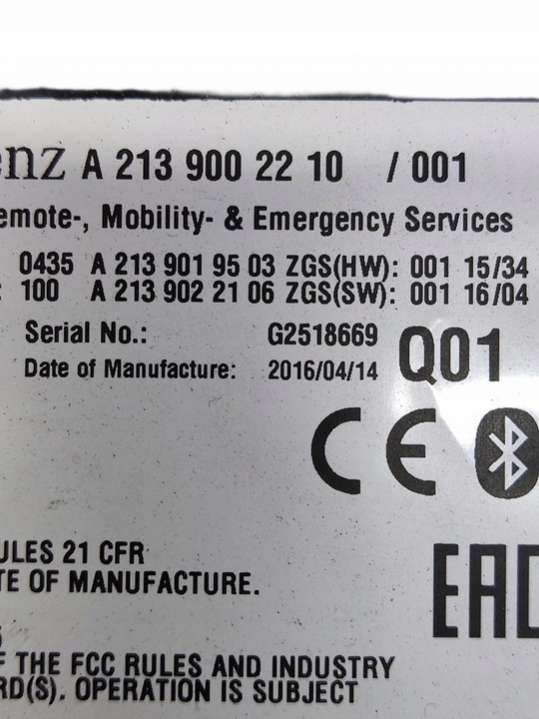 enz A 213 900 22 10 / 001
emote-, Mobility- & Emergency Services
0435 A 213 901 95 03 ZGS(HW): 001 15/34
: 100 A 213 902 21 06 ZGS(SW): 001 16/04
Serial No.: G2518669
Date of Manufacture: 2016/04/14 Q01
CE
ULES 21 CFR
TE OF MANUFACTURE.
EAC
F THE FCC RULES AND INDUSTRY
RD(S). OPERATION IS SUBJECT